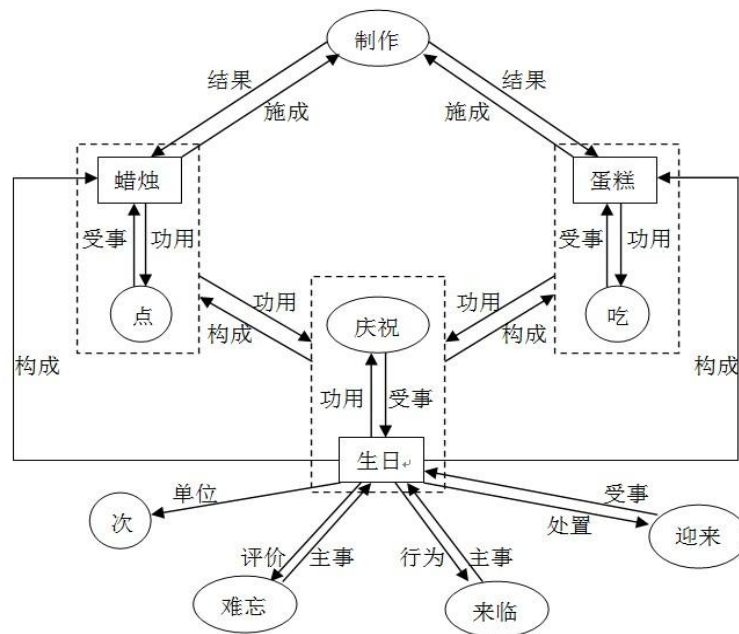 制作
结果
结果
施成
施成
蜡烛
蛋糕
受事
功用
受事
功用
点
功用
功用
吃
庆祝
构成
构成
构成
构成
功用
受事
生日
单位
受事
次
处置
迎来
评价
主事
行为
主事
难忘
来临